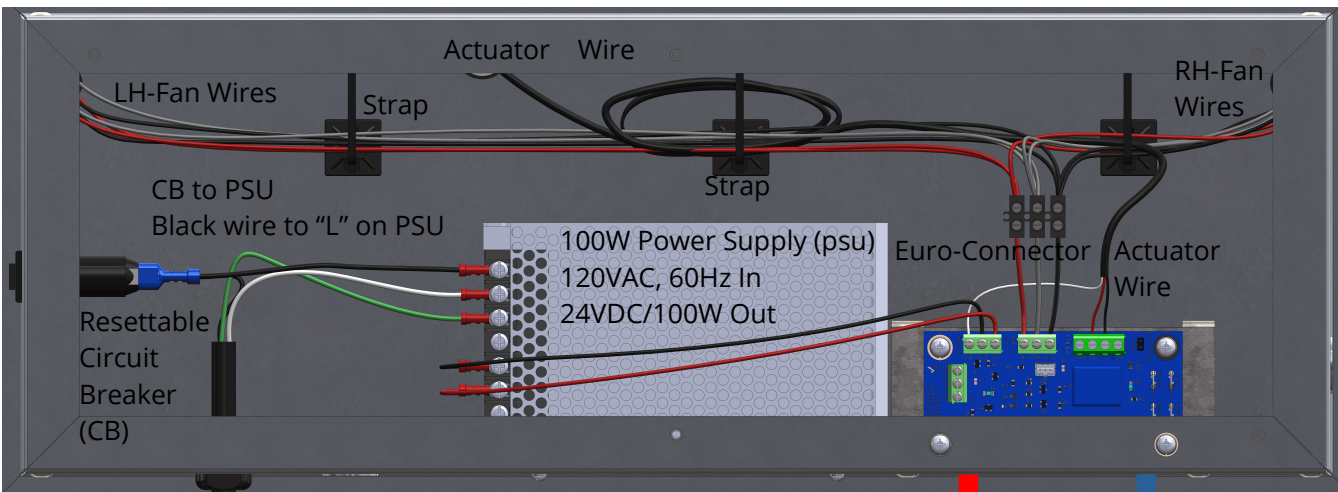 Actuator Wire
RH-Fan
Wires
LH-Fan Wires
Strap
CB to PSU
Black wire to “L” on PSU
Strap
100W Power Supply (psu)
120VAC, 60Hz In
24VDC/100W Out
Euro-Connector
Actuator
Wire
Resettable
Circuit
Breaker
(CB)